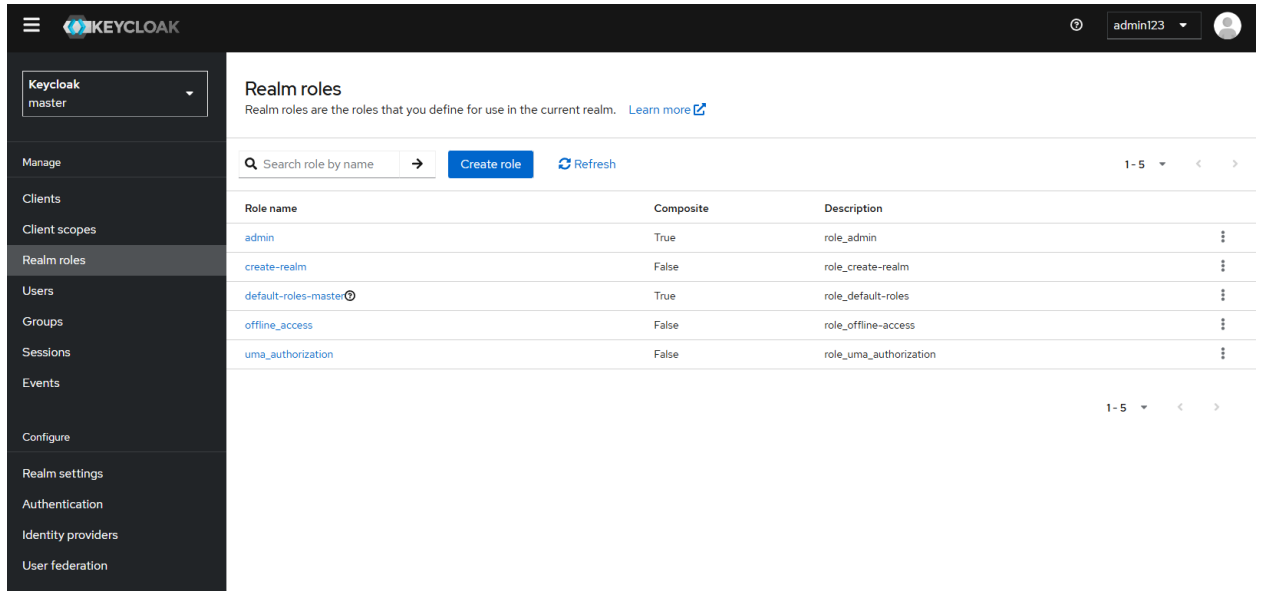 KEYCLOAK
admin123
Keycloak
master
Manage
Clients
Client scopes
Realm roles
Users
Groups
Sessions
Events
Configure
Realm settings
Authentication
Identity providers
User federation
Realm roles
Realm roles are the roles that you define for use in the current realm. Learn more
Search role by name Create role Refresh 1 - 5
Role name Composite Description
admin True role_admin
create-realm False role_create-realm
default-roles-master True role_default-roles
offline_access False role_offline-access
uma_authorization False role_uma_authorization
1 - 5